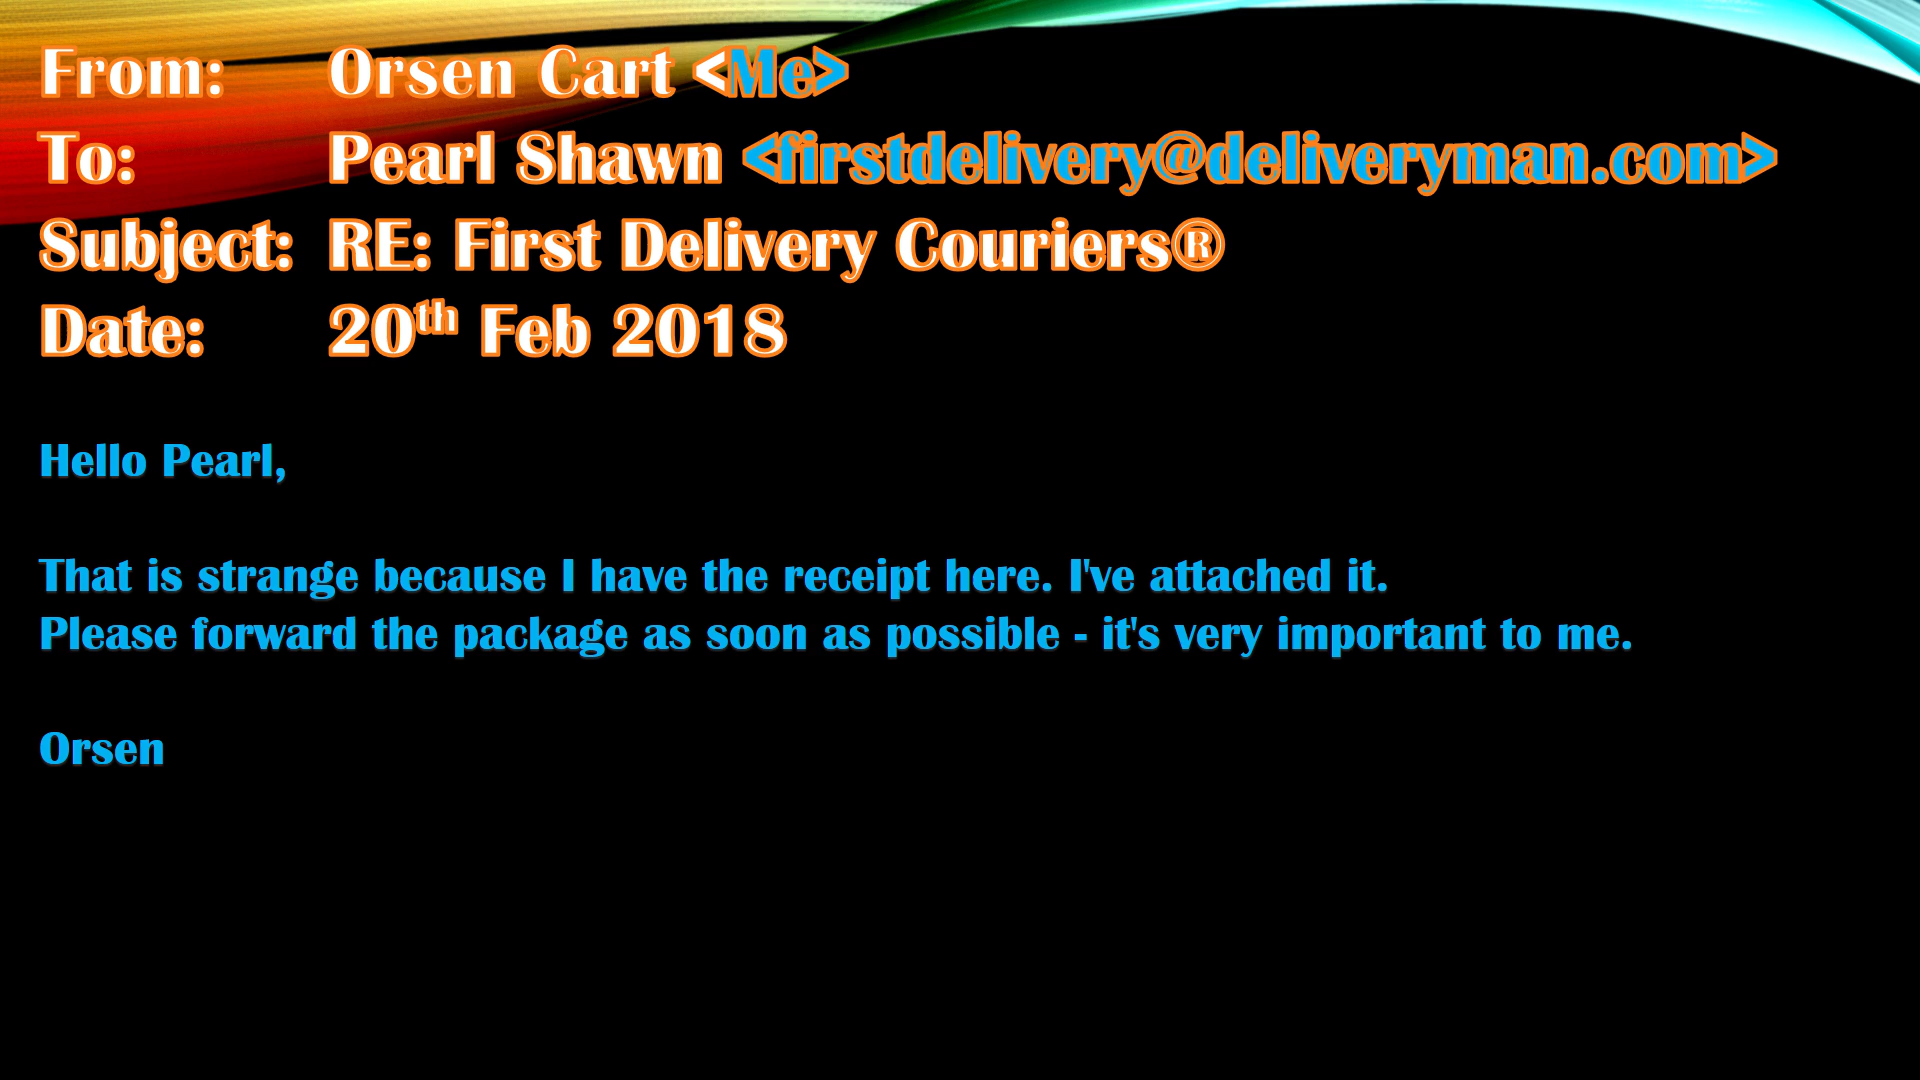 From: Orsen Cart <Me>
To: Pearl Shawn <firstdelivery@deliveryman.com>
Subject: RE: First Delivery Couriers®
Date: 20th Feb 2018
Hello Pearl,
That is strange because I have the receipt here. I've attached it.
Please forward the package as soon as possible - it's very important to me.
Orsen